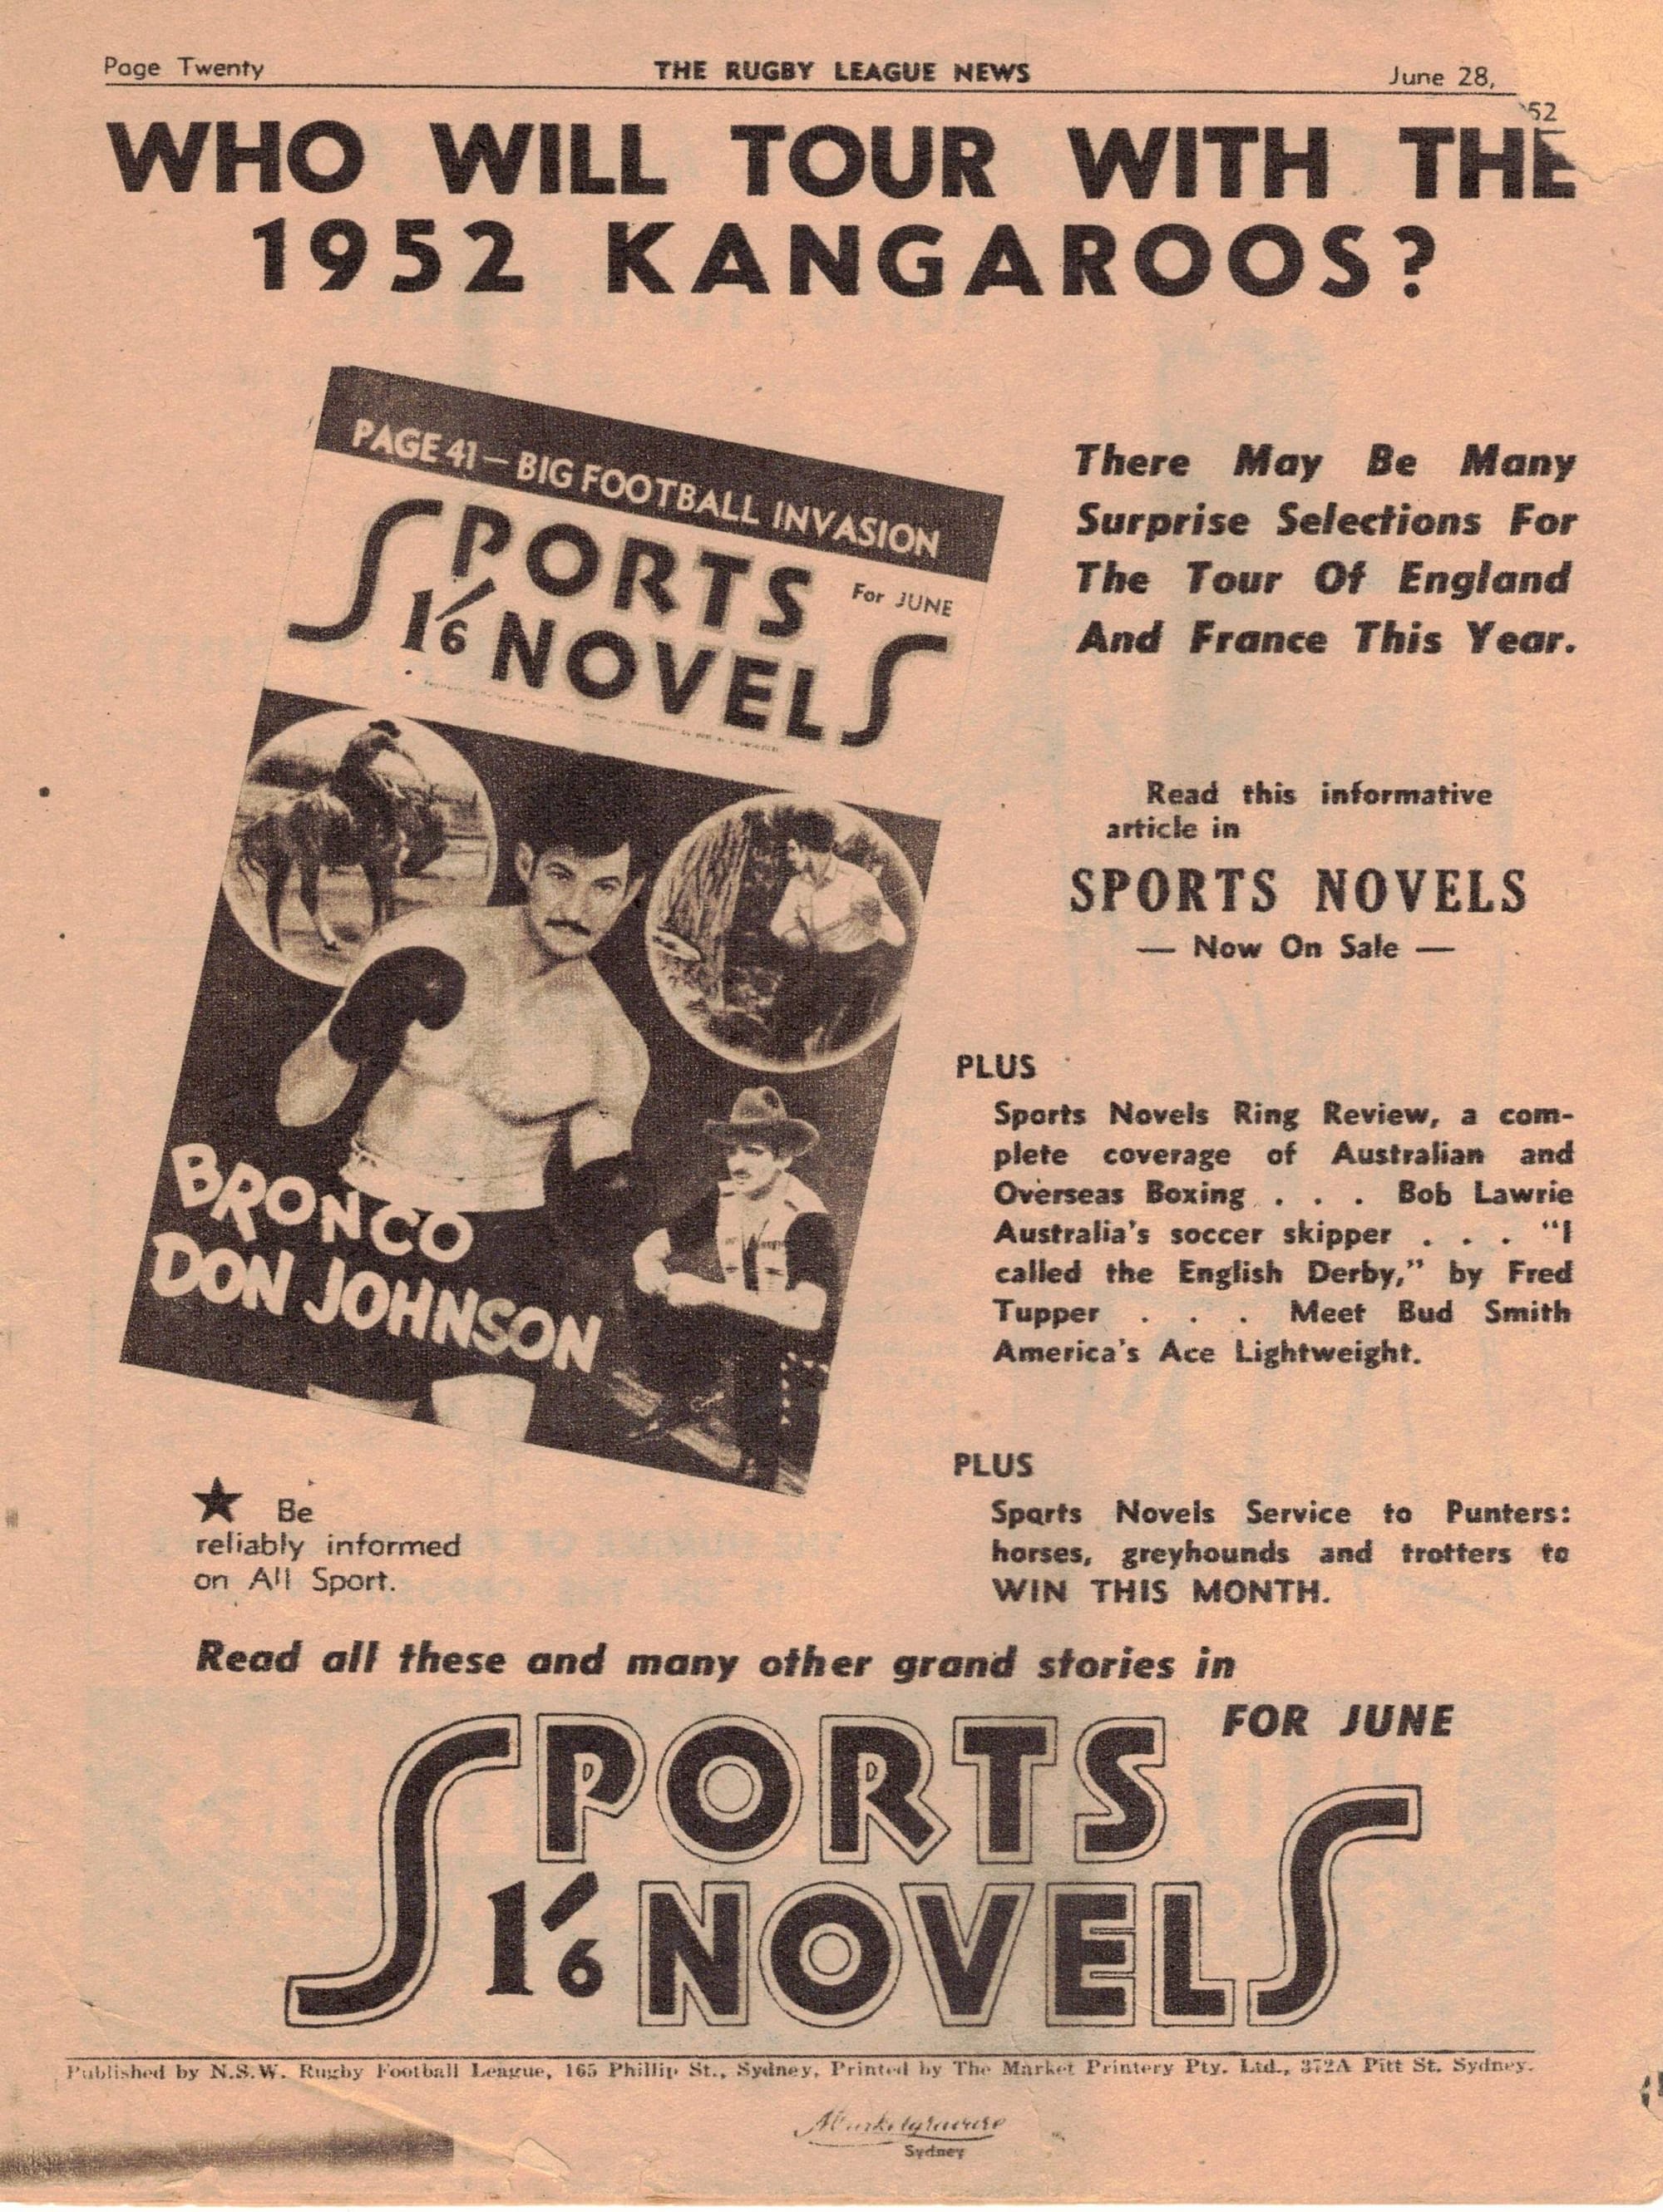 Page Twenty THE RUGBY LEAGUE NEWS June 28,
52
WHO WILL TOUR WITH THE
1952 KANGAROOS?
PAGE 41 — BIG FOOTBALL INVASION
SPORTS
For JUNE
1'6 NOVELS
BRONCO
DON JOHNSON
There May Be Many
Surprise Selections For
The Tour Of England
And France This Year.
Read this informative
article in
SPORTS NOVELS
— Now On Sale —
PLUS
Sports Novels Ring Review, a com-
plete coverage of Australian and
Overseas Boxing . . . Bob Lawrie
Australia's soccer skipper . . . "I
called the English Derby," by Fred
Tupper . . . Meet Bud Smith
America's Ace Lightweight.
PLUS
Sports Novels Service to Punters:
horses, greyhounds and trotters to
WIN THIS MONTH.
★ Be
reliably informed
on All Sport.
Read all these and many other grand stories in
FOR JUNE
SPORTS
1'6 NOVELS
Published by N.S.W. Rugby Football League, 165 Phillip St., Sydney. Printed by The Market Printery Pty. Ltd., 372A Pitt St. Sydney.
Marketgravure
Sydney